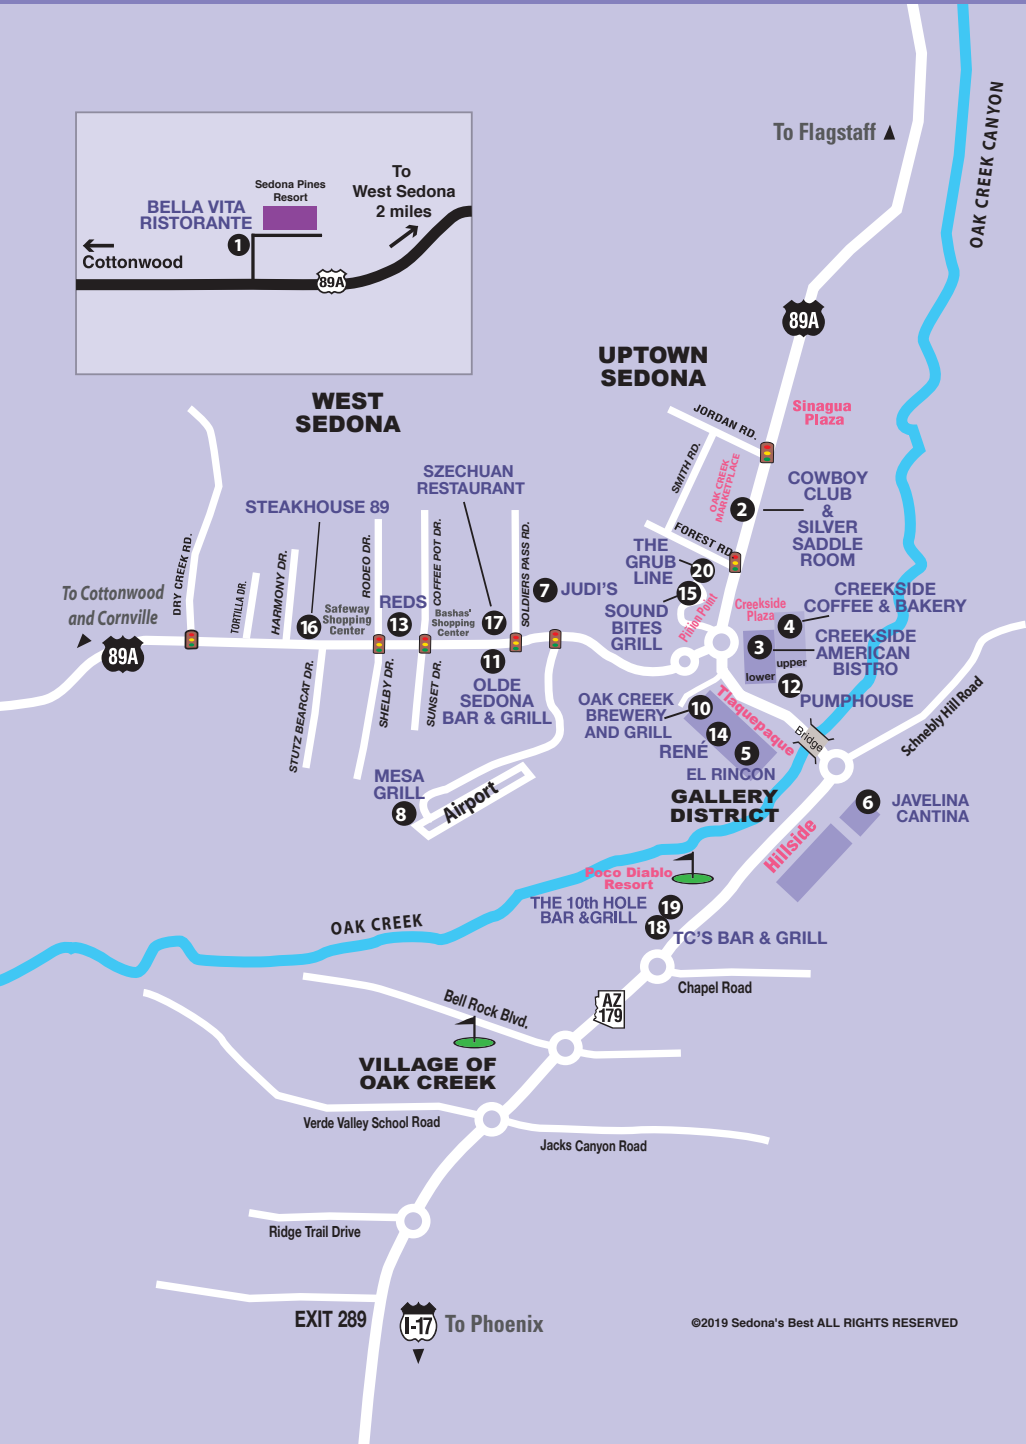 To Flagstaff
OAK CREEK CANYON
To
West Sedona
2 miles
Sedona Pines
Resort
BELLA VITA
RISTORANTE
1
Cottonwood
89A
89A
UPTOWN
SEDONA
WEST
SEDONA
JORDAN RD.
Sinagua
Plaza
SMITH RD.
OAK CREEK
MARKETPLACE
2
COWBOY
CLUB
&
SILVER
SADDLE
ROOM
SZECHUAN
RESTAURANT
STEAKHOUSE 89
FOREST RD.
THE
GRUB
LINE
20
15
SOUND
BITES
GRILL
Pinion Point
7
JUDI'S
To Cottonwood
and Cornville
89A
DRY CREEK RD.
TORTILLA DR.
HARMONY DR.
16
Safeway
Shopping
Center
RODEO DR.
REDS
13
COFFEE POT DR.
Bashas'
Shopping
Center
17
SOLDIERS PASS RD.
11
OLDE
SEDONA
BAR & GRILL
STUTZ BEARCAT DR.
SHELBY DR.
SUNSET DR.
Creekside
Plaza
CREEKSIDE
COFFEE & BAKERY
4
3
CREEKSIDE
AMERICAN
BISTRO
upper
lower
12
PUMPHOUSE
OAK CREEK
BREWERY
AND GRILL
10
Tlaquepaque
14
RENÉ
5
EL RINCON
Bridge
Schnebly Hill Road
MESA
GRILL
8
Airport
GALLERY
DISTRICT
6
JAVELINA
CANTINA
Hillside
Poco Diablo
Resort
THE 10th HOLE
BAR &GRILL
19
18
TC'S BAR & GRILL
OAK CREEK
Chapel Road
AZ
179
Bell Rock Blvd.
VILLAGE OF
OAK CREEK
Verde Valley School Road
Jacks Canyon Road
Ridge Trail Drive
EXIT 289
I-17
To Phoenix
©2019 Sedona's Best ALL RIGHTS RESERVED